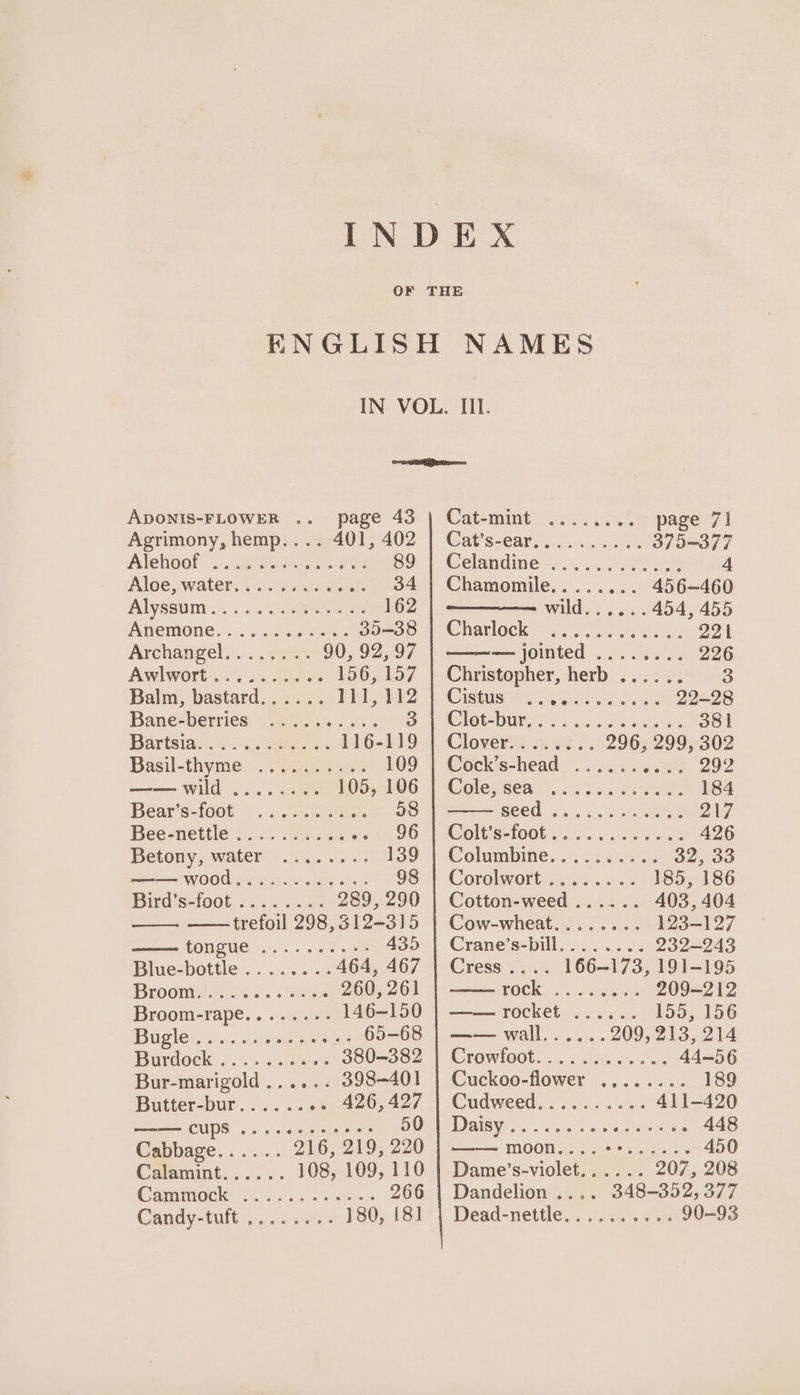 INDEX
OF THE
ENGLISH NAMES
IN VOL. III.
ADONIS-FLOWER .. page 43
Agrimony, hemp.... 401, 402
Alehoof .............. 89
Aloe, water............ 34
Alyssum.............. 162
Anemone............ 35–38
Archangel........ 90, 92, 97
Awlwort........... 156, 157
Balm, bastard...... 111, 112
Bane-berries .......... 3
Bartsia............ 116-119
Basil-thyme........... 109
—— wild ........ 105, 106
Bear's-foot .......... 58
Bee-nettle............ 96
Betony, water ........ 139
—— wood............ 98
Bird's-foot........ 289, 290
—— —— trefoil 298, 312–315
—— tongue .......... 435
Blue-bottle........ 464, 467
Broom............ 260, 261
Broom-rape........ 146–150
Bugle............ 65–68
Burdock.......... 380–382
Bur-marigold...... 398–401
Butter-bur........ 426, 427
—— cups ............ 50
Cabbage...... 216, 219, 220
Calamint...... 108, 109, 110
Cammock ............ 266
Candy-tuft ........ 180, 181
Cat-mint ........ page 71
Cat's-ear.......... 375–377
Celandine ............ 4
Chamomile........ 456–460
—— wild...... 454, 455
Charlock ............ 221
—— jointed ........ 226
Christopher, herb ...... 3
Cistus ............ 22–28
Clot-bur.............. 381
Clover........ 296, 299, 302
Cock's-head .......... 292
Cole, sea ............ 184
—— seed ............ 217
Colt's-foot............ 426
Columbine.......... 32, 33
Corolwort........ 185, 186
Cotton-weed...... 403, 404
Cow-wheat........ 123–127
Crane's-bill........ 232–243
Cress.... 166–173, 191–195
—— rock ........ 209–212
—— rocket ...... 155, 156
—— wall...... 209, 213, 214
Crowfoot............ 44–56
Cuckoo-flower ........ 189
Cudweed.......... 411–420
Daisy................ 448
—— moon............ 450
Dame's-violet...... 207, 208
Dandelion .... 348–352, 377
Dead-nettle.......... 90–93